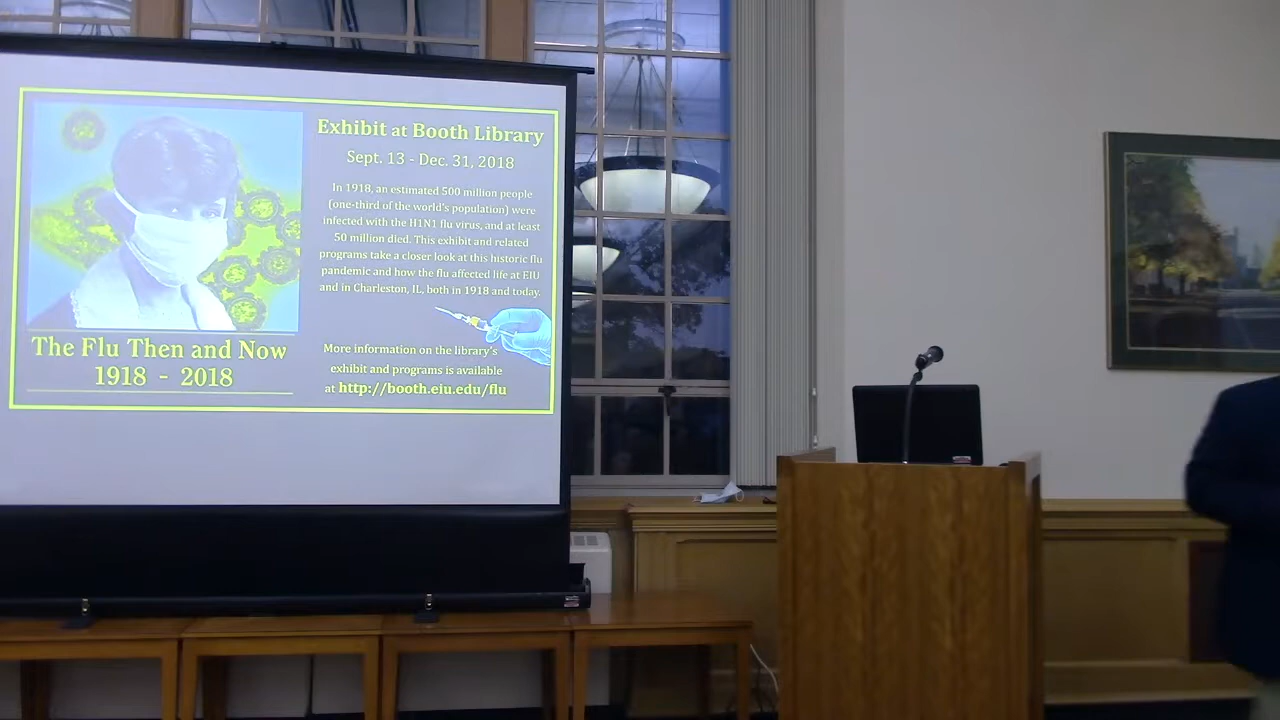 Exhibit at Booth Library
Sept. 13 - Dec. 31, 2018
In 1918, an estimated 500 million people
(one-third of the world's population) were
infected with the H1N1 flu virus, and at least
50 million died. This exhibit and related
programs take a closer look at this historic flu
pandemic and how the flu affected life at EIU
and in Charleston, IL, both in 1918 and today.
The Flu Then and Now
1918 - 2018
More information on the library's
exhibit and programs is available
at http://booth.eiu.edu/flu